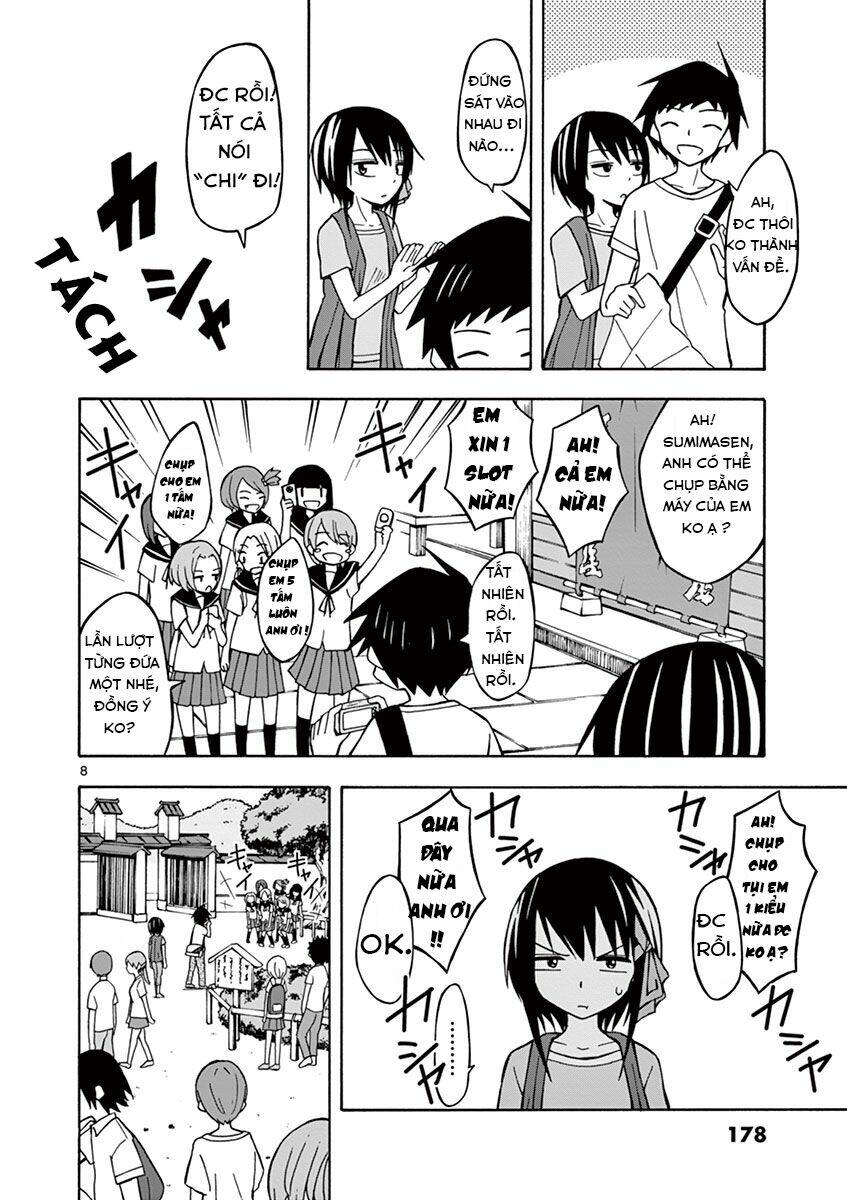 AH,
ĐC THÔI
KO THÀNH
VẤN ĐỀ.
ĐỨNG
SÁT VÀO
NHAU ĐI
NÀO...
ĐC RỒI!
TẤT CẢ
NÓI
"CHI" ĐI!
カシャ
TÁCH
カシャ
AH!
SUMIMASEN,
ANH CÓ THỂ
CHỤP BẰNG
MÁY CỦA EM
KO Ạ ?
AH!
CẢ EM
NỮA!
EM
XIN 1
SLOT
NỮA!
TẤT
NHIÊN
RỒI.
TẤT
NHIÊN
RỒI.
キャイ
CHỤP
CHO EM
1 TẤM
NỮA!
CHỤP
EM 5
TẤM
LUÔN
ANH ƠI!
キャイ
LẦN LƯỢT
TỪNG ĐỨA
MỘT NHÉ,
ĐỒNG Ý
KO?
8
AH!
CHỤP
CHO
TỤI EM
1 KIỂU
NỮA ĐC
KO Ạ?
ĐC
RỒI.
カシャ
カシャ
QUA
ĐÂY
NỮA
ANH ƠI
!!
OK.
.........
カシャ
カシャ
キャイ
キャイ
178